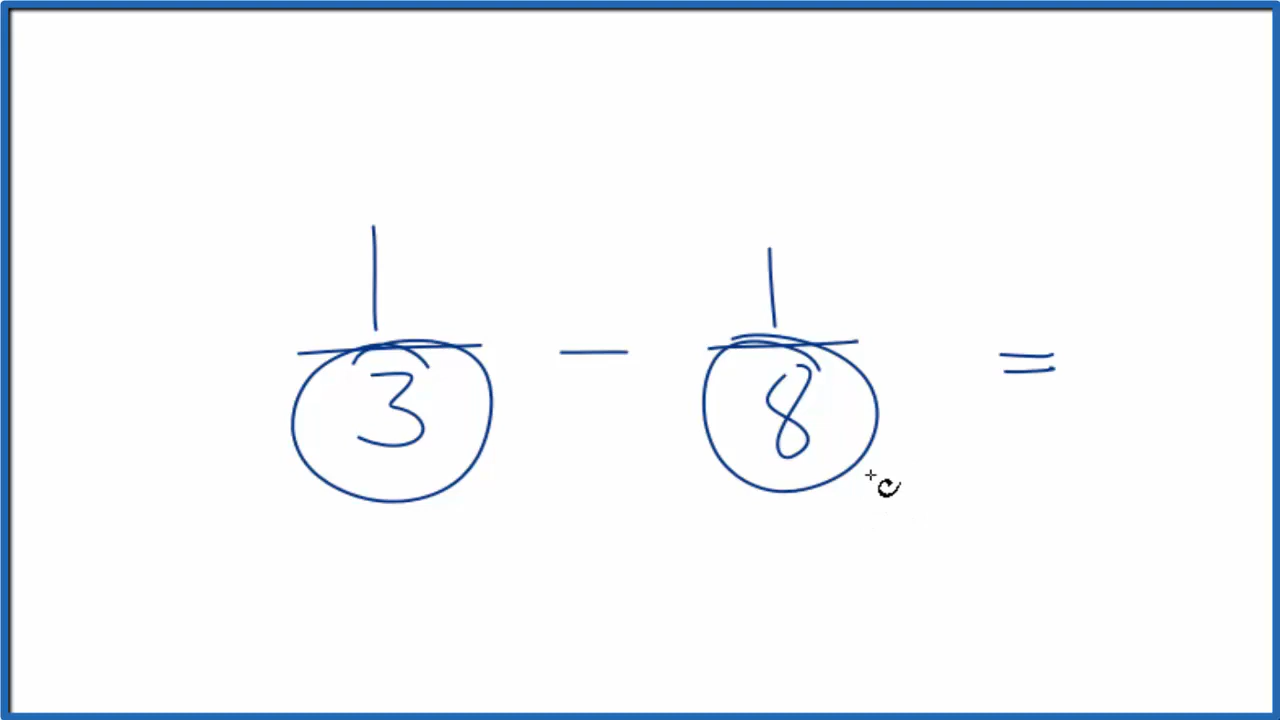 1/3 - 1/8 =